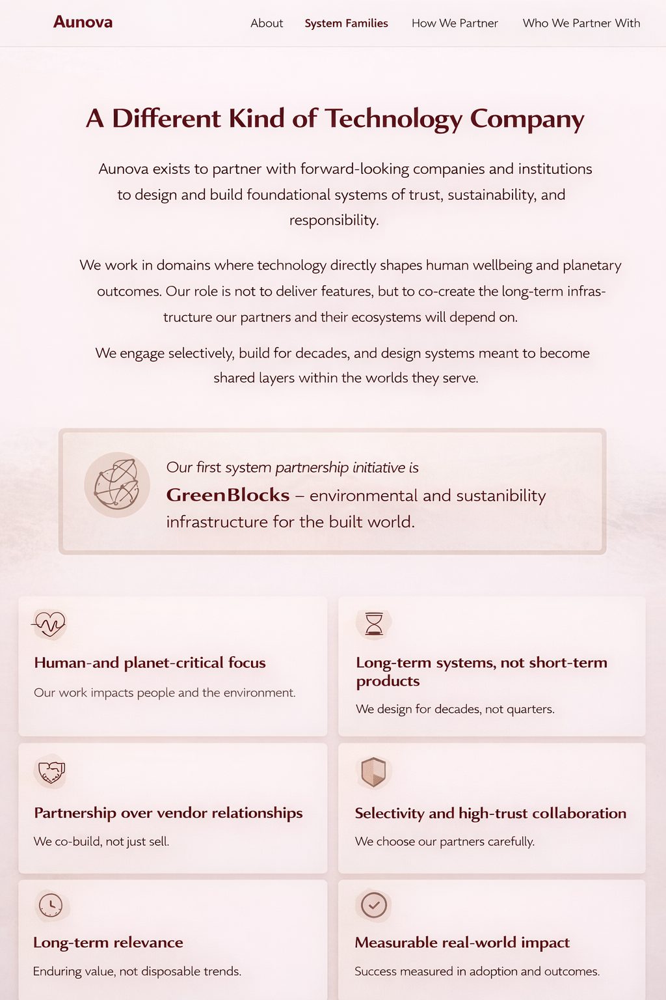 Aunova
About
System Families
How We Partner
Who We Partner With
A Different Kind of Technology Company
Aunova exists to partner with forward-looking companies and institutions
to design and build foundational systems of trust, sustainability, and
responsibility.
We work in domains where technology directly shapes human wellbeing and planetary
outcomes. Our role is not to deliver features, but to co-create the long-term infras-
tructure our partners and their ecosystems will depend on.
We engage selectively, build for decades, and design systems meant to become
shared layers within the worlds they serve.
Our first system partnership initiative is
GreenBlocks – environmental and sustanibility
infrastructure for the built world.
Human-and planet-critical focus
Our work impacts people and the environment.
Long-term systems, not short-term
products
We design for decades, not quarters.
Partnership over vendor relationships
We co-build, not just sell.
Selectivity and high-trust collaboration
We choose our partners carefully.
Long-term relevance
Enduring value, not disposable trends.
Measurable real-world impact
Success measured in adoption and outcomes.